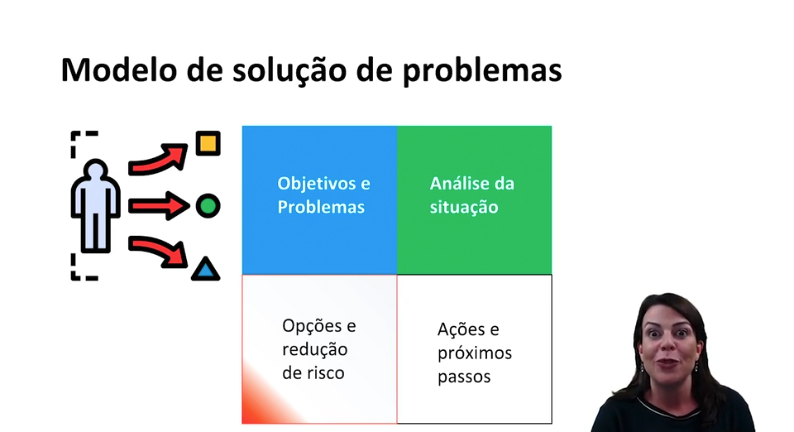 Modelo de solução de problemas
Objetivos e
Problemas
Análise da
situação
Opções e
redução
de risco
Ações e
próximos
passos